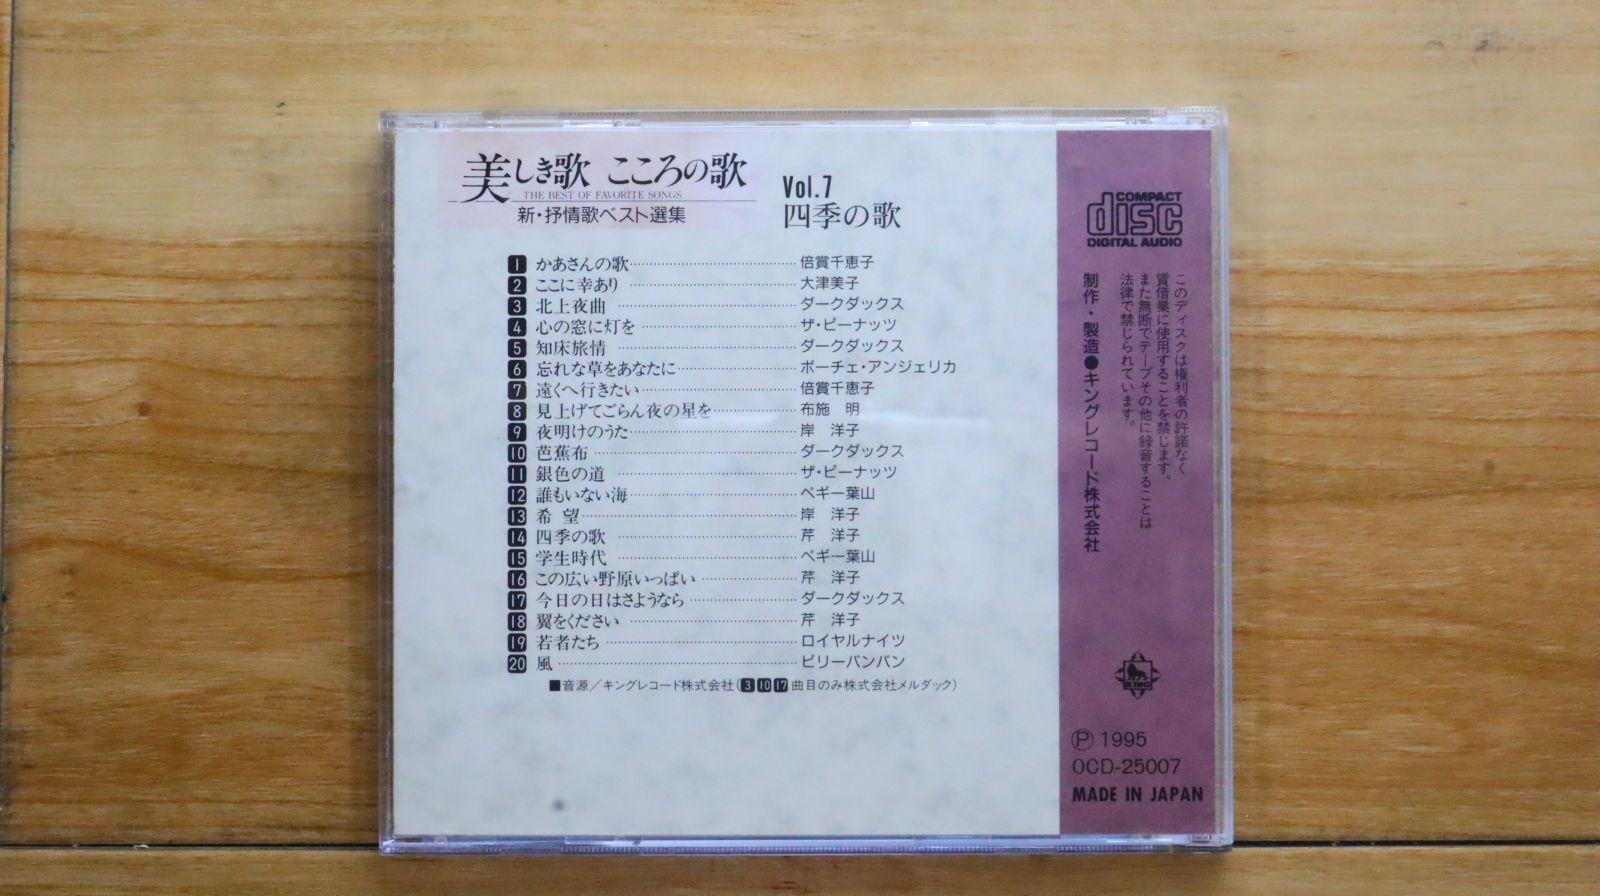 美しき歌 こころの歌
THE BEST OF FAVORITE SONGS
新・抒情歌ベスト選集
Vol.7
四季の歌
1 かあさんの歌 倍賞千恵子
2 ここに幸あり 大津美子
3 北上夜曲 ダークダックス
4 心の窓に灯を ザ・ピーナッツ
5 知床旅情 ダークダックス
6 忘れな草をあなたに ボーチェ・アンジェリカ
7 遠くへ行きたい 倍賞千恵子
8 見上げてごらん夜の星を 布施 明
9 夜明けのうた 岸 洋子
10 芭蕉布 ダークダックス
11 銀色の道 ザ・ピーナッツ
12 誰もいない海 ペギー葉山
13 希望 岸 洋子
14 四季の歌 芹 洋子
15 学生時代 ペギー葉山
16 この広い野原いっぱい 芹 洋子
17 今日の日はさようなら ダークダックス
18 翼をください 芹 洋子
19 若者たち ロイヤルナイツ
20 風 ビリーバンバン
■音源／キングレコード株式会社(3 10 17曲目のみ株式会社メルダック)
COMPACT
disc
DIGITAL AUDIO
このディスクは権利者の許諾なく
賃借業に使用することを禁じます。
また無断でテープその他に録音することは
法律で禁じられています。
制作・製造●キングレコード株式会社
KING
Ⓟ 1995
OCD-25007
MADE IN JAPAN